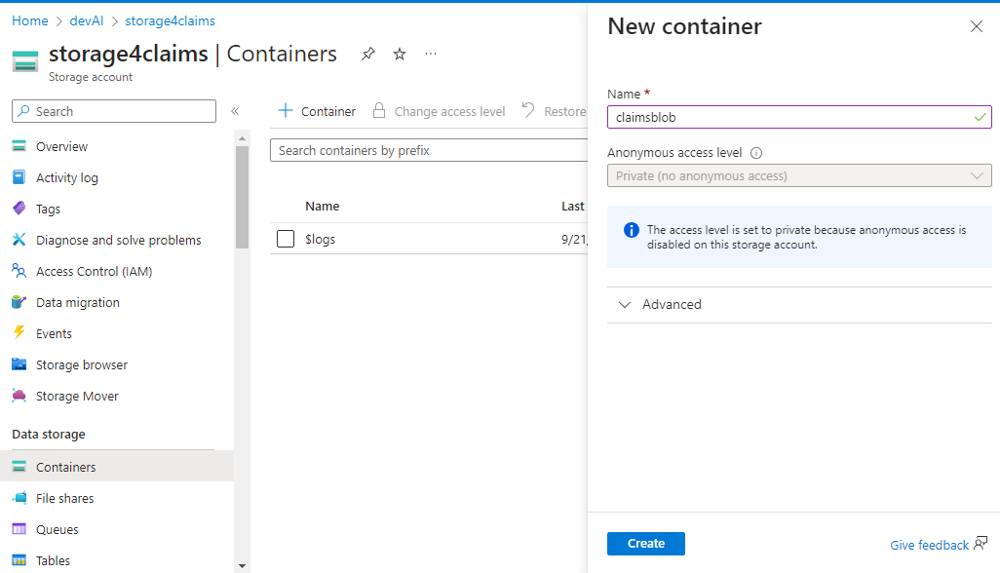 Home > devAI > storage4claims
storage4claims | Containers
Storage account
Search
Overview
Activity log
Tags
Diagnose and solve problems
Access Control (IAM)
Data migration
Events
Storage browser
Storage Mover
Data storage
Containers
File shares
Queues
Tables
Container Change access level Restore
Search containers by prefix
Name Last
$logs 9/21,
New container
Name *
claimsblob
Anonymous access level
Private (no anonymous access)
The access level is set to private because anonymous access is
disabled on this storage account.
Advanced
Create Give feedback